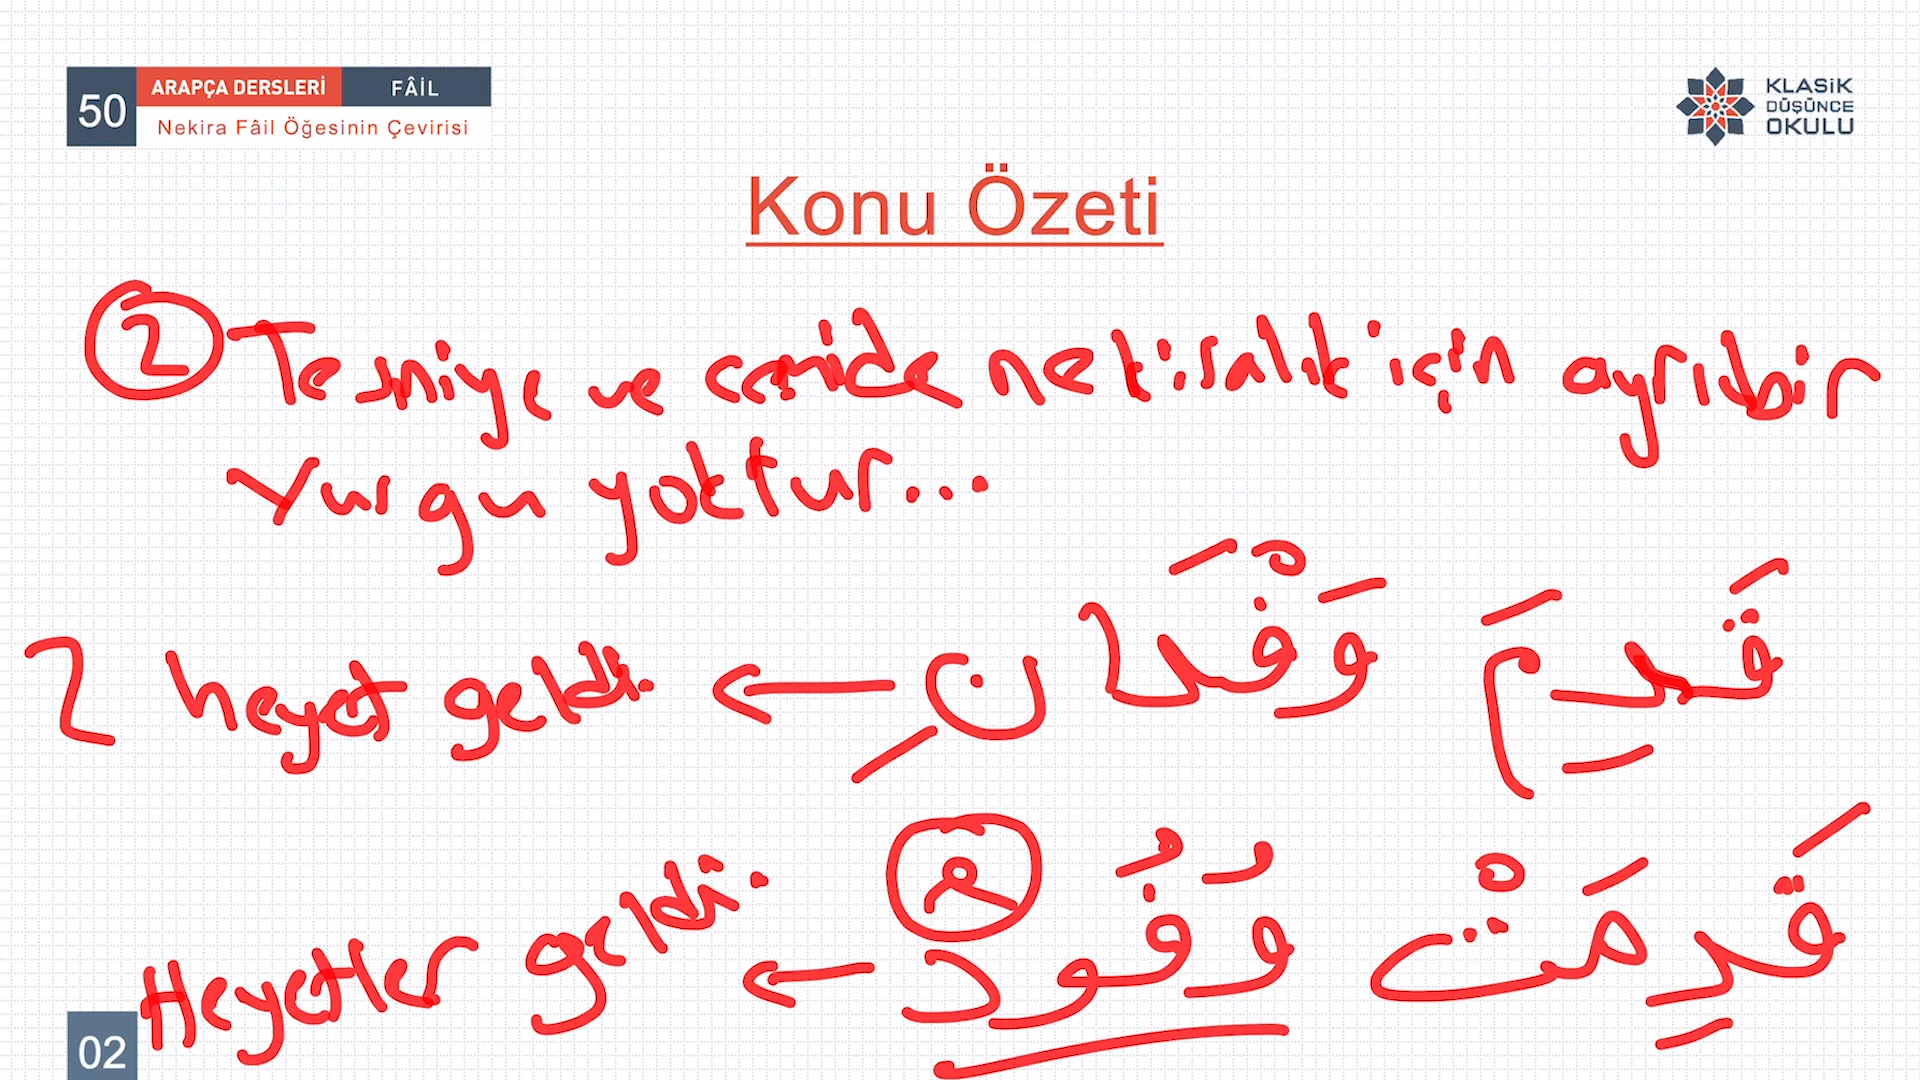 50
ARAPÇA DERSLERİ FÂİL
Nekira Fâil Öğesinin Çevirisi
KLASİK
DÜŞÜNCE
OKULU
Konu Özeti
2 Tesniye ve cemide nekiralık için ayrı bir
vurgu yoktur...
قَدِمَ وَفْدَانِ ← 2 heyet geldi.
قَدِمَتْ وُفُودٌ ← Heyetler geldi.
02